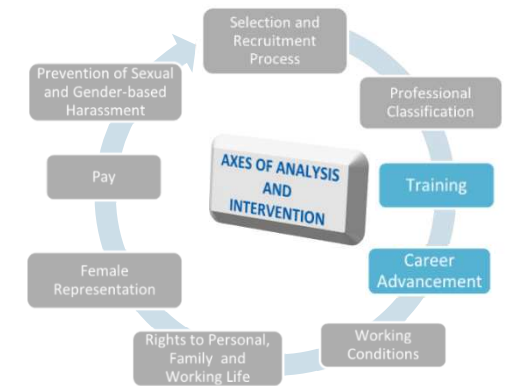 Selection and
Recruitment
Process
Professional
Classification
Training
Career
Advancement
Working
Conditions
Rights to Personal,
Family and
Working Life
Female
Representation
Pay
Prevention of Sexual
and Gender-based
Harassment
AXES OF ANALYSIS
AND
INTERVENTION